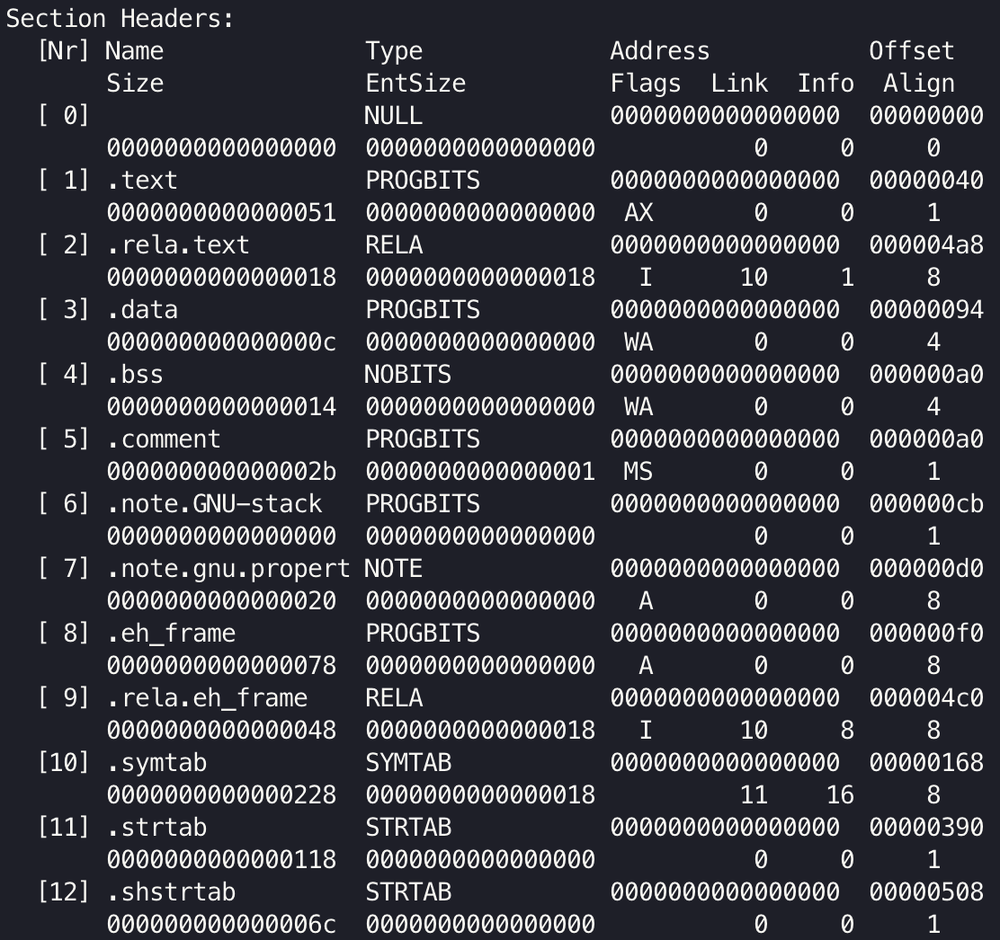 Section Headers:
  [Nr] Name              Type             Address           Offset
       Size              EntSize          Flags  Link  Info  Align
  [ 0]                   NULL             0000000000000000  00000000
       0000000000000000  0000000000000000           0     0     0
  [ 1] .text             PROGBITS         0000000000000000  00000040
       0000000000000051  0000000000000000  AX       0     0     1
  [ 2] .rela.text        RELA             0000000000000000  000004a8
       0000000000000018  0000000000000018   I      10     1     8
  [ 3] .data             PROGBITS         0000000000000000  00000094
       000000000000000c  0000000000000000  WA       0     0     4
  [ 4] .bss              NOBITS           0000000000000000  000000a0
       0000000000000014  0000000000000000  WA       0     0     4
  [ 5] .comment          PROGBITS         0000000000000000  000000a0
       000000000000002b  0000000000000001  MS       0     0     1
  [ 6] .note.GNU-stack   PROGBITS         0000000000000000  000000cb
       0000000000000000  0000000000000000           0     0     1
  [ 7] .note.gnu.propert NOTE             0000000000000000  000000d0
       0000000000000020  0000000000000000   A       0     0     8
  [ 8] .eh_frame         PROGBITS         0000000000000000  000000f0
       0000000000000078  0000000000000000   A       0     0     8
  [ 9] .rela.eh_frame    RELA             0000000000000000  000004c0
       0000000000000048  0000000000000018   I      10     8     8
  [10] .symtab           SYMTAB           0000000000000000  00000168
       0000000000000228  0000000000000018          11    16     8
  [11] .strtab           STRTAB           0000000000000000  00000390
       0000000000000118  0000000000000000           0     0     1
  [12] .shstrtab         STRTAB           0000000000000000  00000508
       000000000000006c  0000000000000000           0     0     1